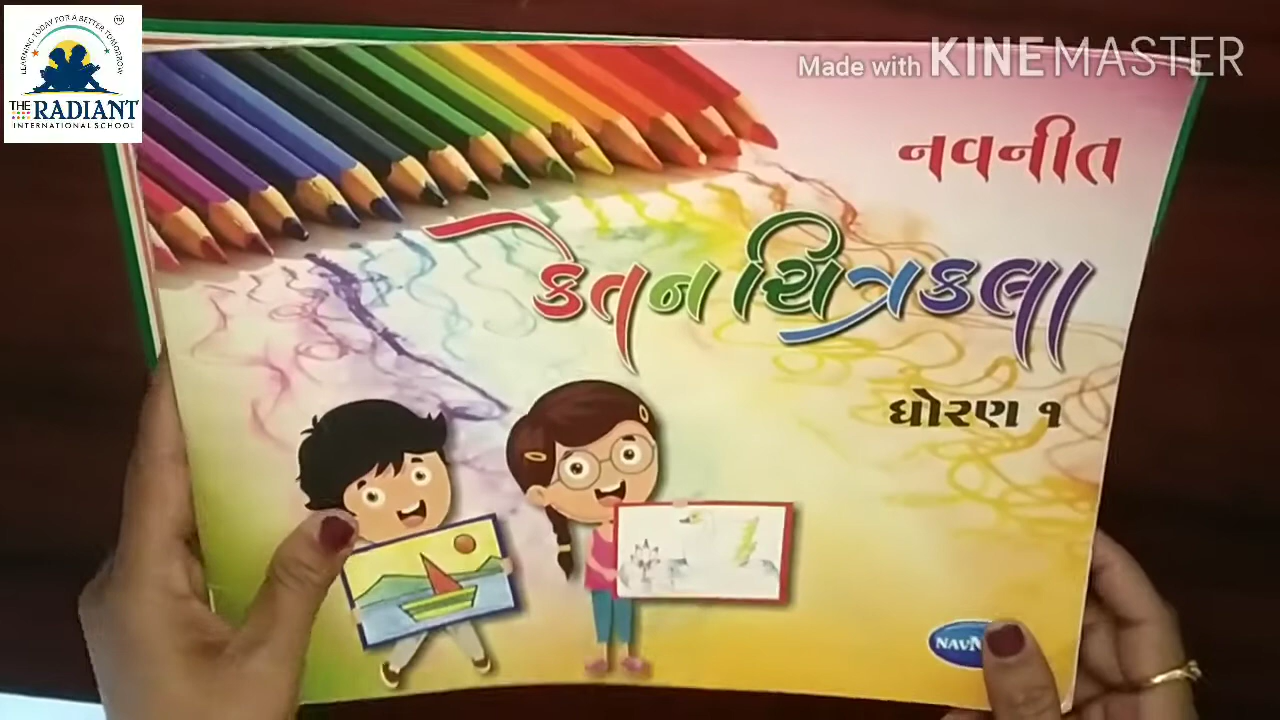 LEARNING TODAY FOR A BETTER TOMORROW
THE RADIANT
INTERNATIONAL SCHOOL
Made with KINEMASTER
નવનીત
કેતન ચિત્રકલા
ધોરણ ૧